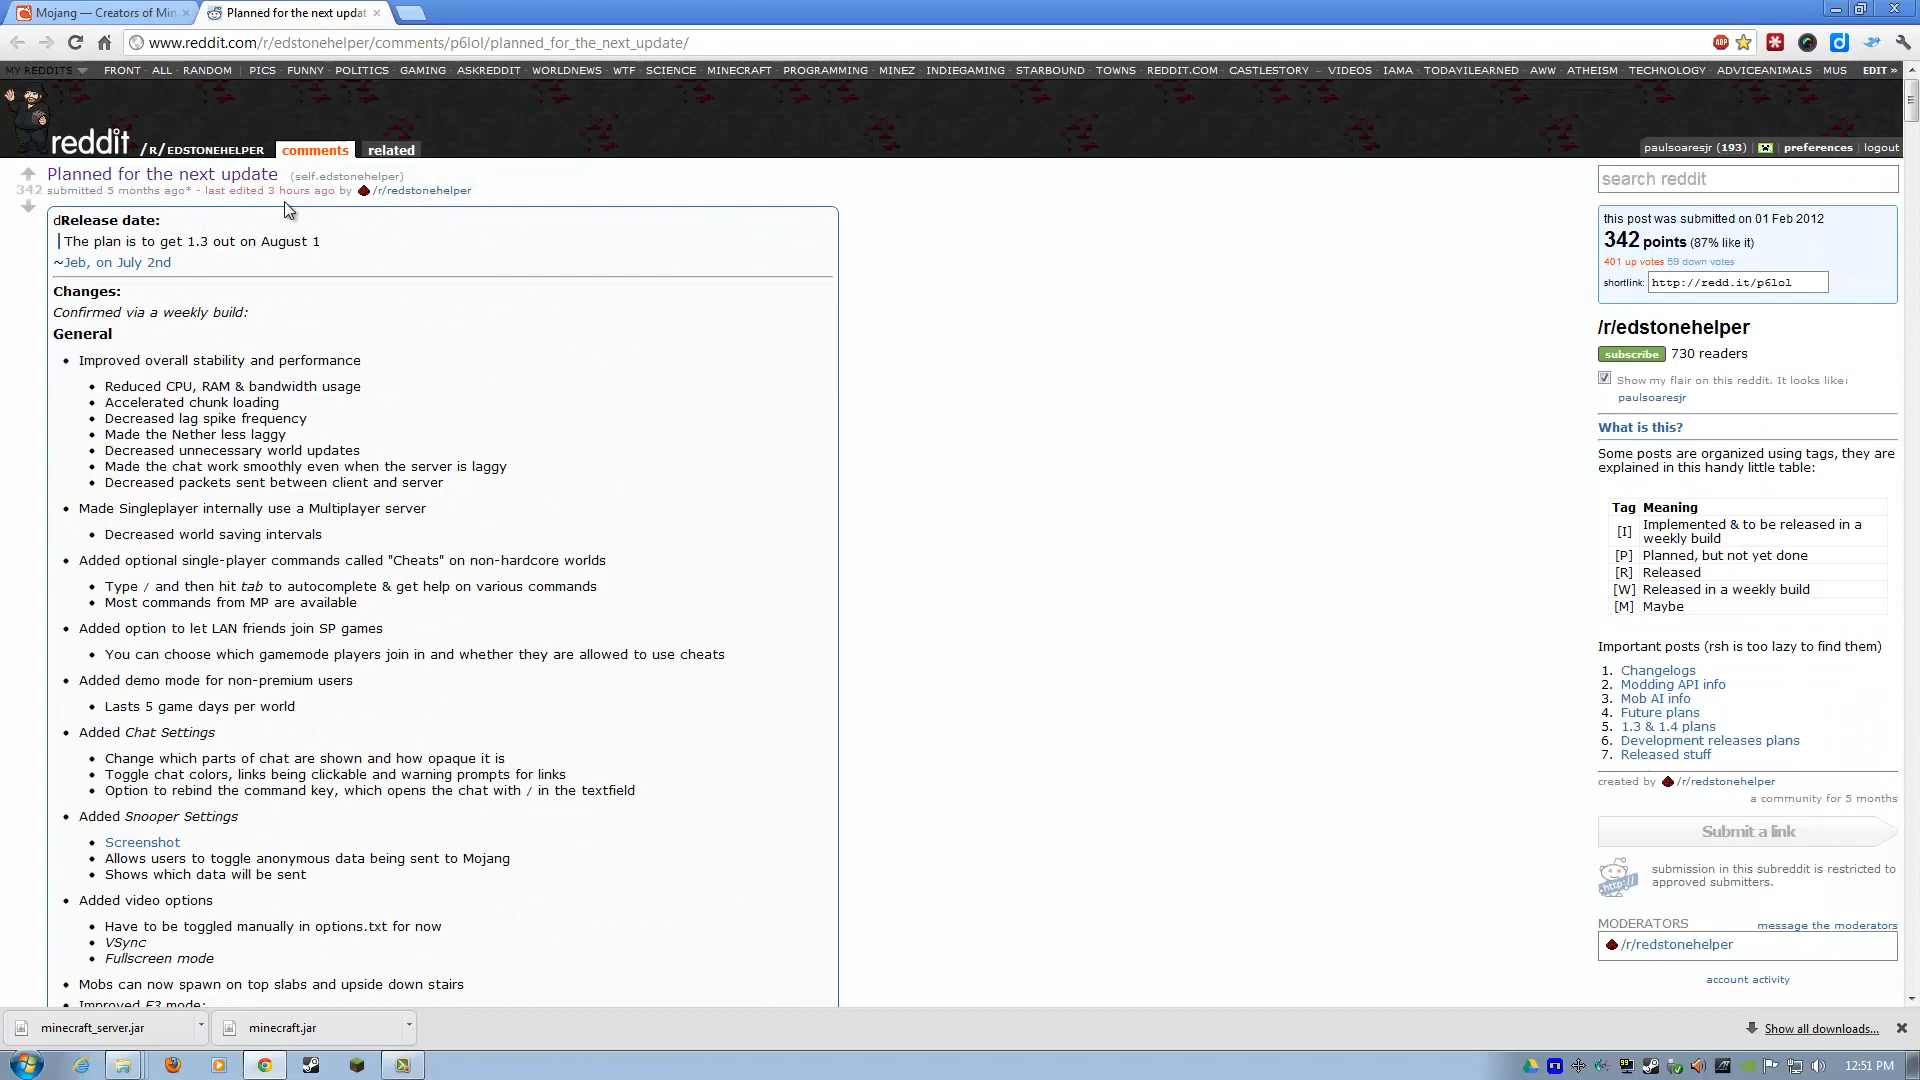 Mojang — Creators of Min
Planned for the next updat
www.reddit.com/r/edstonehelper/comments/p6lol/planned_for_the_next_update/
MY REDDITS FRONT - ALL - RANDOM | PICS - FUNNY - POLITICS - GAMING - ASKREDDIT - WORLDNEWS - WTF - SCIENCE - MINECRAFT - PROGRAMMING - MINEZ - INDIEGAMING - STARBOUND - TOWNS - REDDIT.COM - CASTLESTORY - VIDEOS - IAMA - TODAYILEARNED - AWW - ATHEISM - TECHNOLOGY - ADVICEANIMALS - MUS EDIT »
reddit /R/EDSTONEHELPER comments related
paulsoaresjr (193) | | preferences | logout
Planned for the next update (self.edstonehelper)
342 submitted 5 months ago* - last edited 3 hours ago by /r/redstonehelper
dRelease date:
The plan is to get 1.3 out on August 1
~Jeb, on July 2nd
Changes:
Confirmed via a weekly build:
General
• Improved overall stability and performance
• Reduced CPU, RAM & bandwidth usage
• Accelerated chunk loading
• Decreased lag spike frequency
• Made the Nether less laggy
• Decreased unnecessary world updates
• Made the chat work smoothly even when the server is laggy
• Decreased packets sent between client and server
• Made Singleplayer internally use a Multiplayer server
• Decreased world saving intervals
• Added optional single-player commands called "Cheats" on non-hardcore worlds
• Type / and then hit tab to autocomplete & get help on various commands
• Most commands from MP are available
• Added option to let LAN friends join SP games
• You can choose which gamemode players join in and whether they are allowed to use cheats
• Added demo mode for non-premium users
• Lasts 5 game days per world
• Added Chat Settings
• Change which parts of chat are shown and how opaque it is
• Toggle chat colors, links being clickable and warning prompts for links
• Option to rebind the command key, which opens the chat with / in the textfield
• Added Snooper Settings
• Screenshot
• Allows users to toggle anonymous data being sent to Mojang
• Shows which data will be sent
• Added video options
• Have to be toggled manually in options.txt for now
• VSync
• Fullscreen mode
• Mobs can now spawn on top slabs and upside down stairs
• Improved F3 mode:
search reddit
this post was submitted on 01 Feb 2012
342 points (87% like it)
401 up votes 59 down votes
shortlink: http://redd.it/p6lol
/r/edstonehelper
subscribe 730 readers
Show my flair on this reddit. It looks like:
paulsoaresjr
What is this?
Some posts are organized using tags, they are
explained in this handy little table:
Tag Meaning
[I] Implemented & to be released in a
weekly build
[P] Planned, but not yet done
[R] Released
[W] Released in a weekly build
[M] Maybe
Important posts (rsh is too lazy to find them)
1. Changelogs
2. Modding API info
3. Mob AI info
4. Future plans
5. 1.3 & 1.4 plans
6. Development releases plans
7. Released stuff
created by /r/redstonehelper
a community for 5 months
Submit a link
http://
submission in this subreddit is restricted to
approved submitters.
MODERATORS message the moderators
/r/redstonehelper
account activity
minecraft_server.jar
minecraft.jar
Show all downloads...
12:51 PM